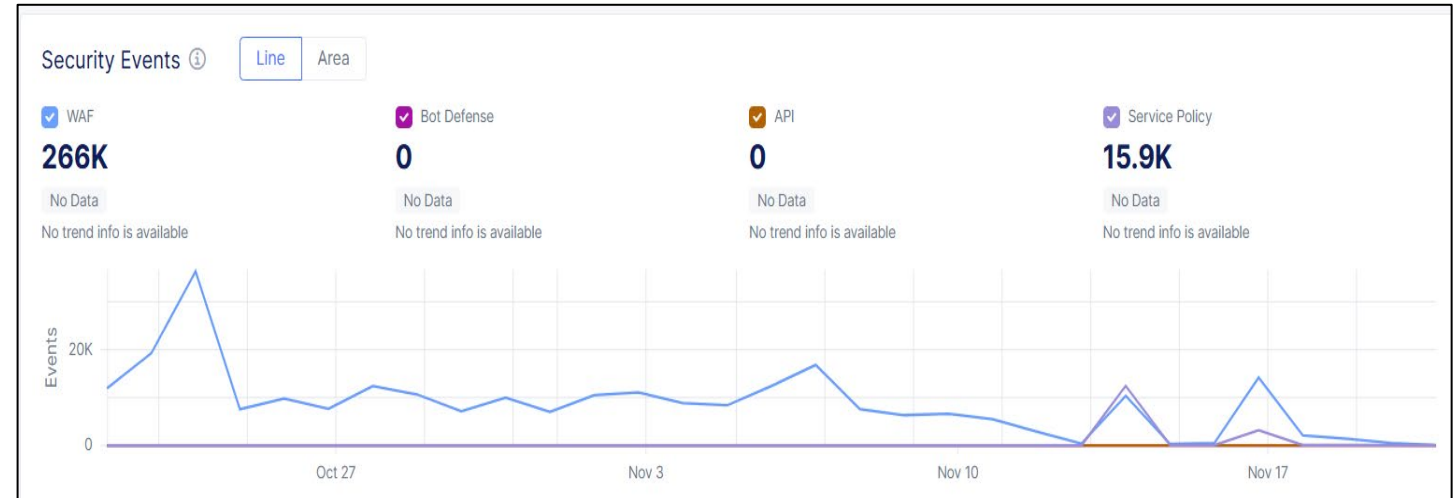 Security Events Line Area
WAF Bot Defense API Service Policy
266K 0 0 15.9K
No Data No Data No Data No Data
No trend info is available No trend info is available No trend info is available No trend info is available
Events
20K
0
Oct 27 Nov 3 Nov 10 Nov 17